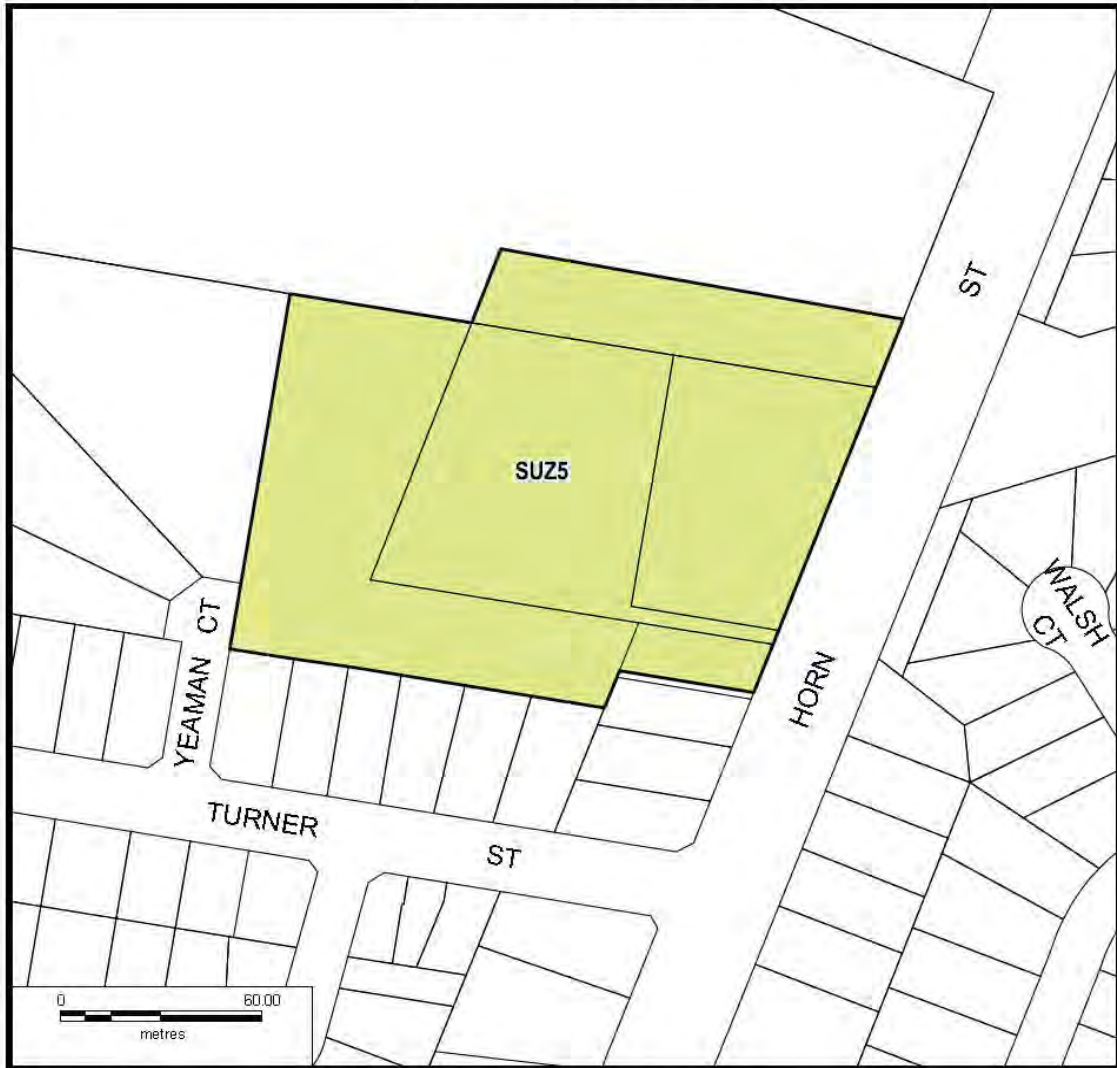 ST
SUZ5
WALSH
CT
YEAMAN CT
HORN
TURNER
ST
0 60.00
metres